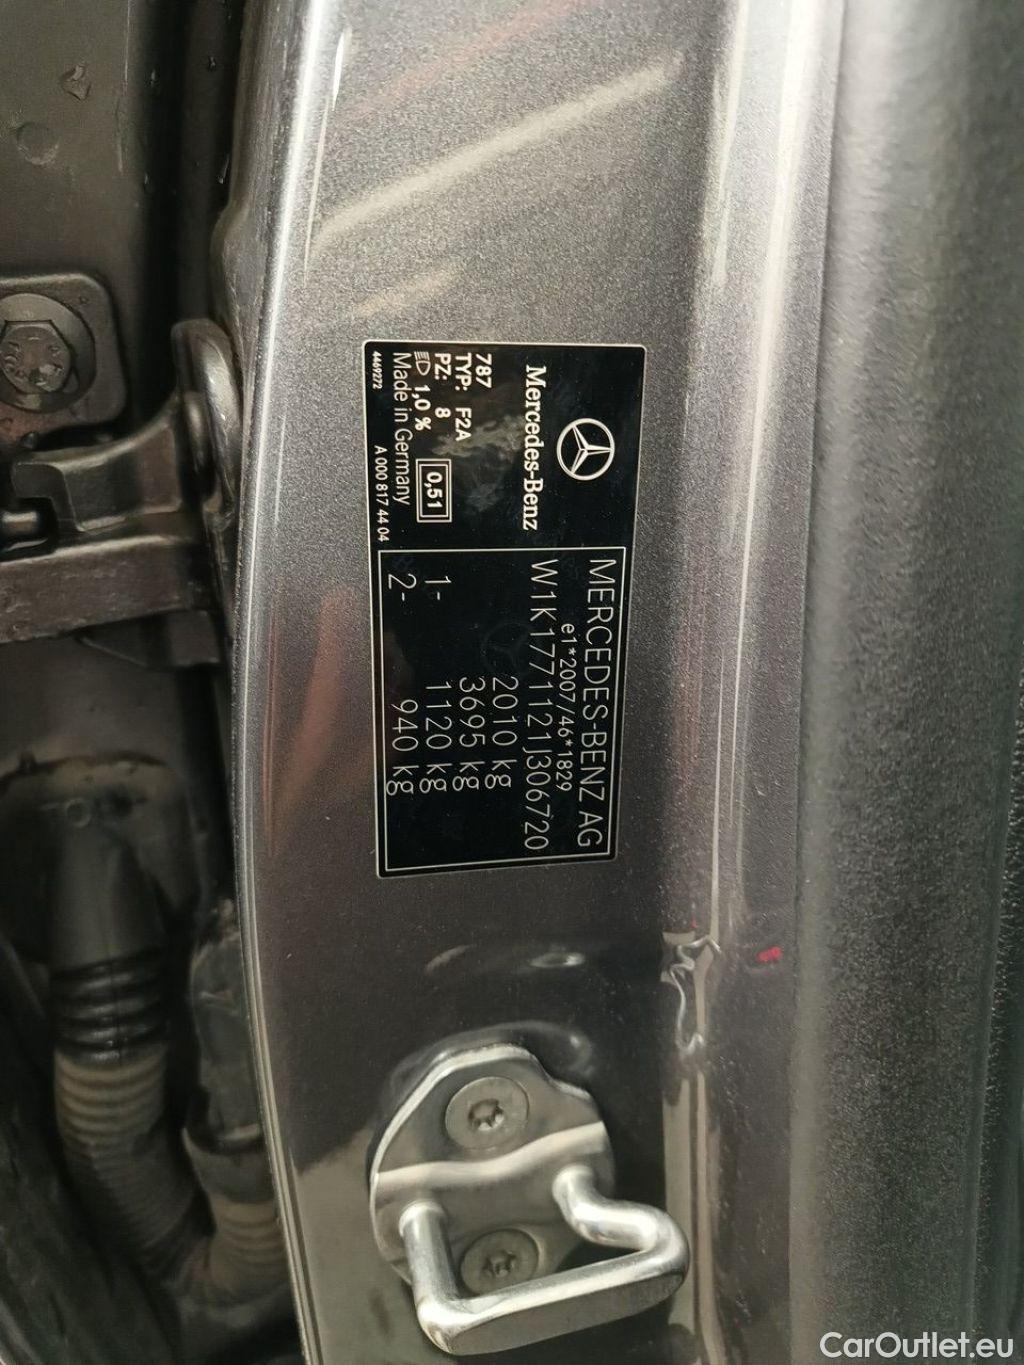 Mercedes-Benz
787
TYP: F2A
PZ: 8
1,0 %
0,51
Made in Germany
4469272
A 000 817 44 04
MERCEDES-BENZ AG
e1*2007/46*1829
W1K1771121J306720
2010 kg
3695 kg
1- 1120 kg
2- 940 kg
CarOutlet.eu